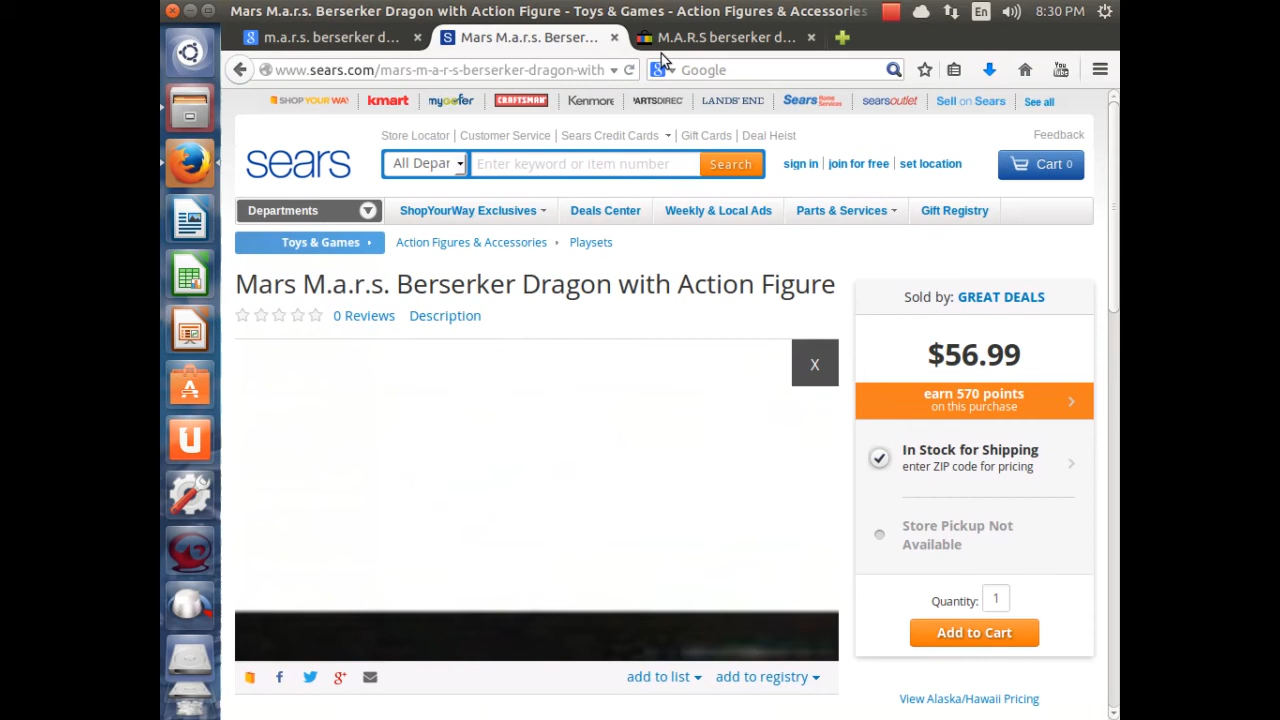 Mars M.a.r.s. Berserker Dragon with Action Figure - Toys & Games - Action Figures & Accessories
En
8:30 PM
m.a.r.s. berserker d...
Mars M.a.r.s. Berser...
M.A.R.S berserker d...
www.sears.com/mars-m-a-r-s-berserker-dragon-with
Google
You Tube
SHOP YOUR WAY
kmart
mygofer
CRAFTSMAN
Kenmore
PARTSDIREC
LANDS' END
Sears Home Services
searsoutlet
Sell on Sears
See all
Store Locator | Customer Service | Sears Credit Cards | Gift Cards | Deal Heist
Feedback
sears
All Depar
Enter keyword or item number
Search
sign in | join for free | set location
Cart 0
Departments
ShopYourWay Exclusives
Deals Center
Weekly & Local Ads
Parts & Services
Gift Registry
Toys & Games
Action Figures & Accessories
Playsets
Mars M.a.r.s. Berserker Dragon with Action Figure
0 Reviews
Description
X
Sold by: GREAT DEALS
$56.99
earn 570 points
on this purchase
In Stock for Shipping
enter ZIP code for pricing
Store Pickup Not
Available
Quantity: 1
Add to Cart
add to list
add to registry
View Alaska/Hawaii Pricing